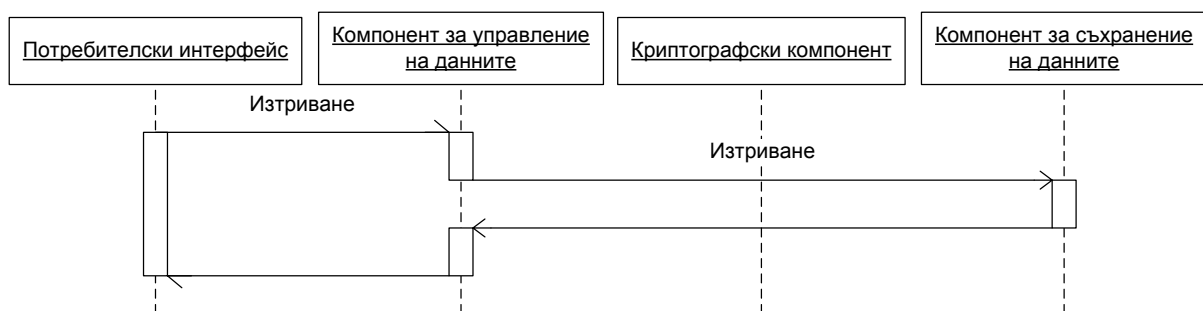 Потребителски интерфейс
Компонент за управление
на данните
Криптографски компонент
Компонент за съхранение
на данните
Изтриване
Изтриване